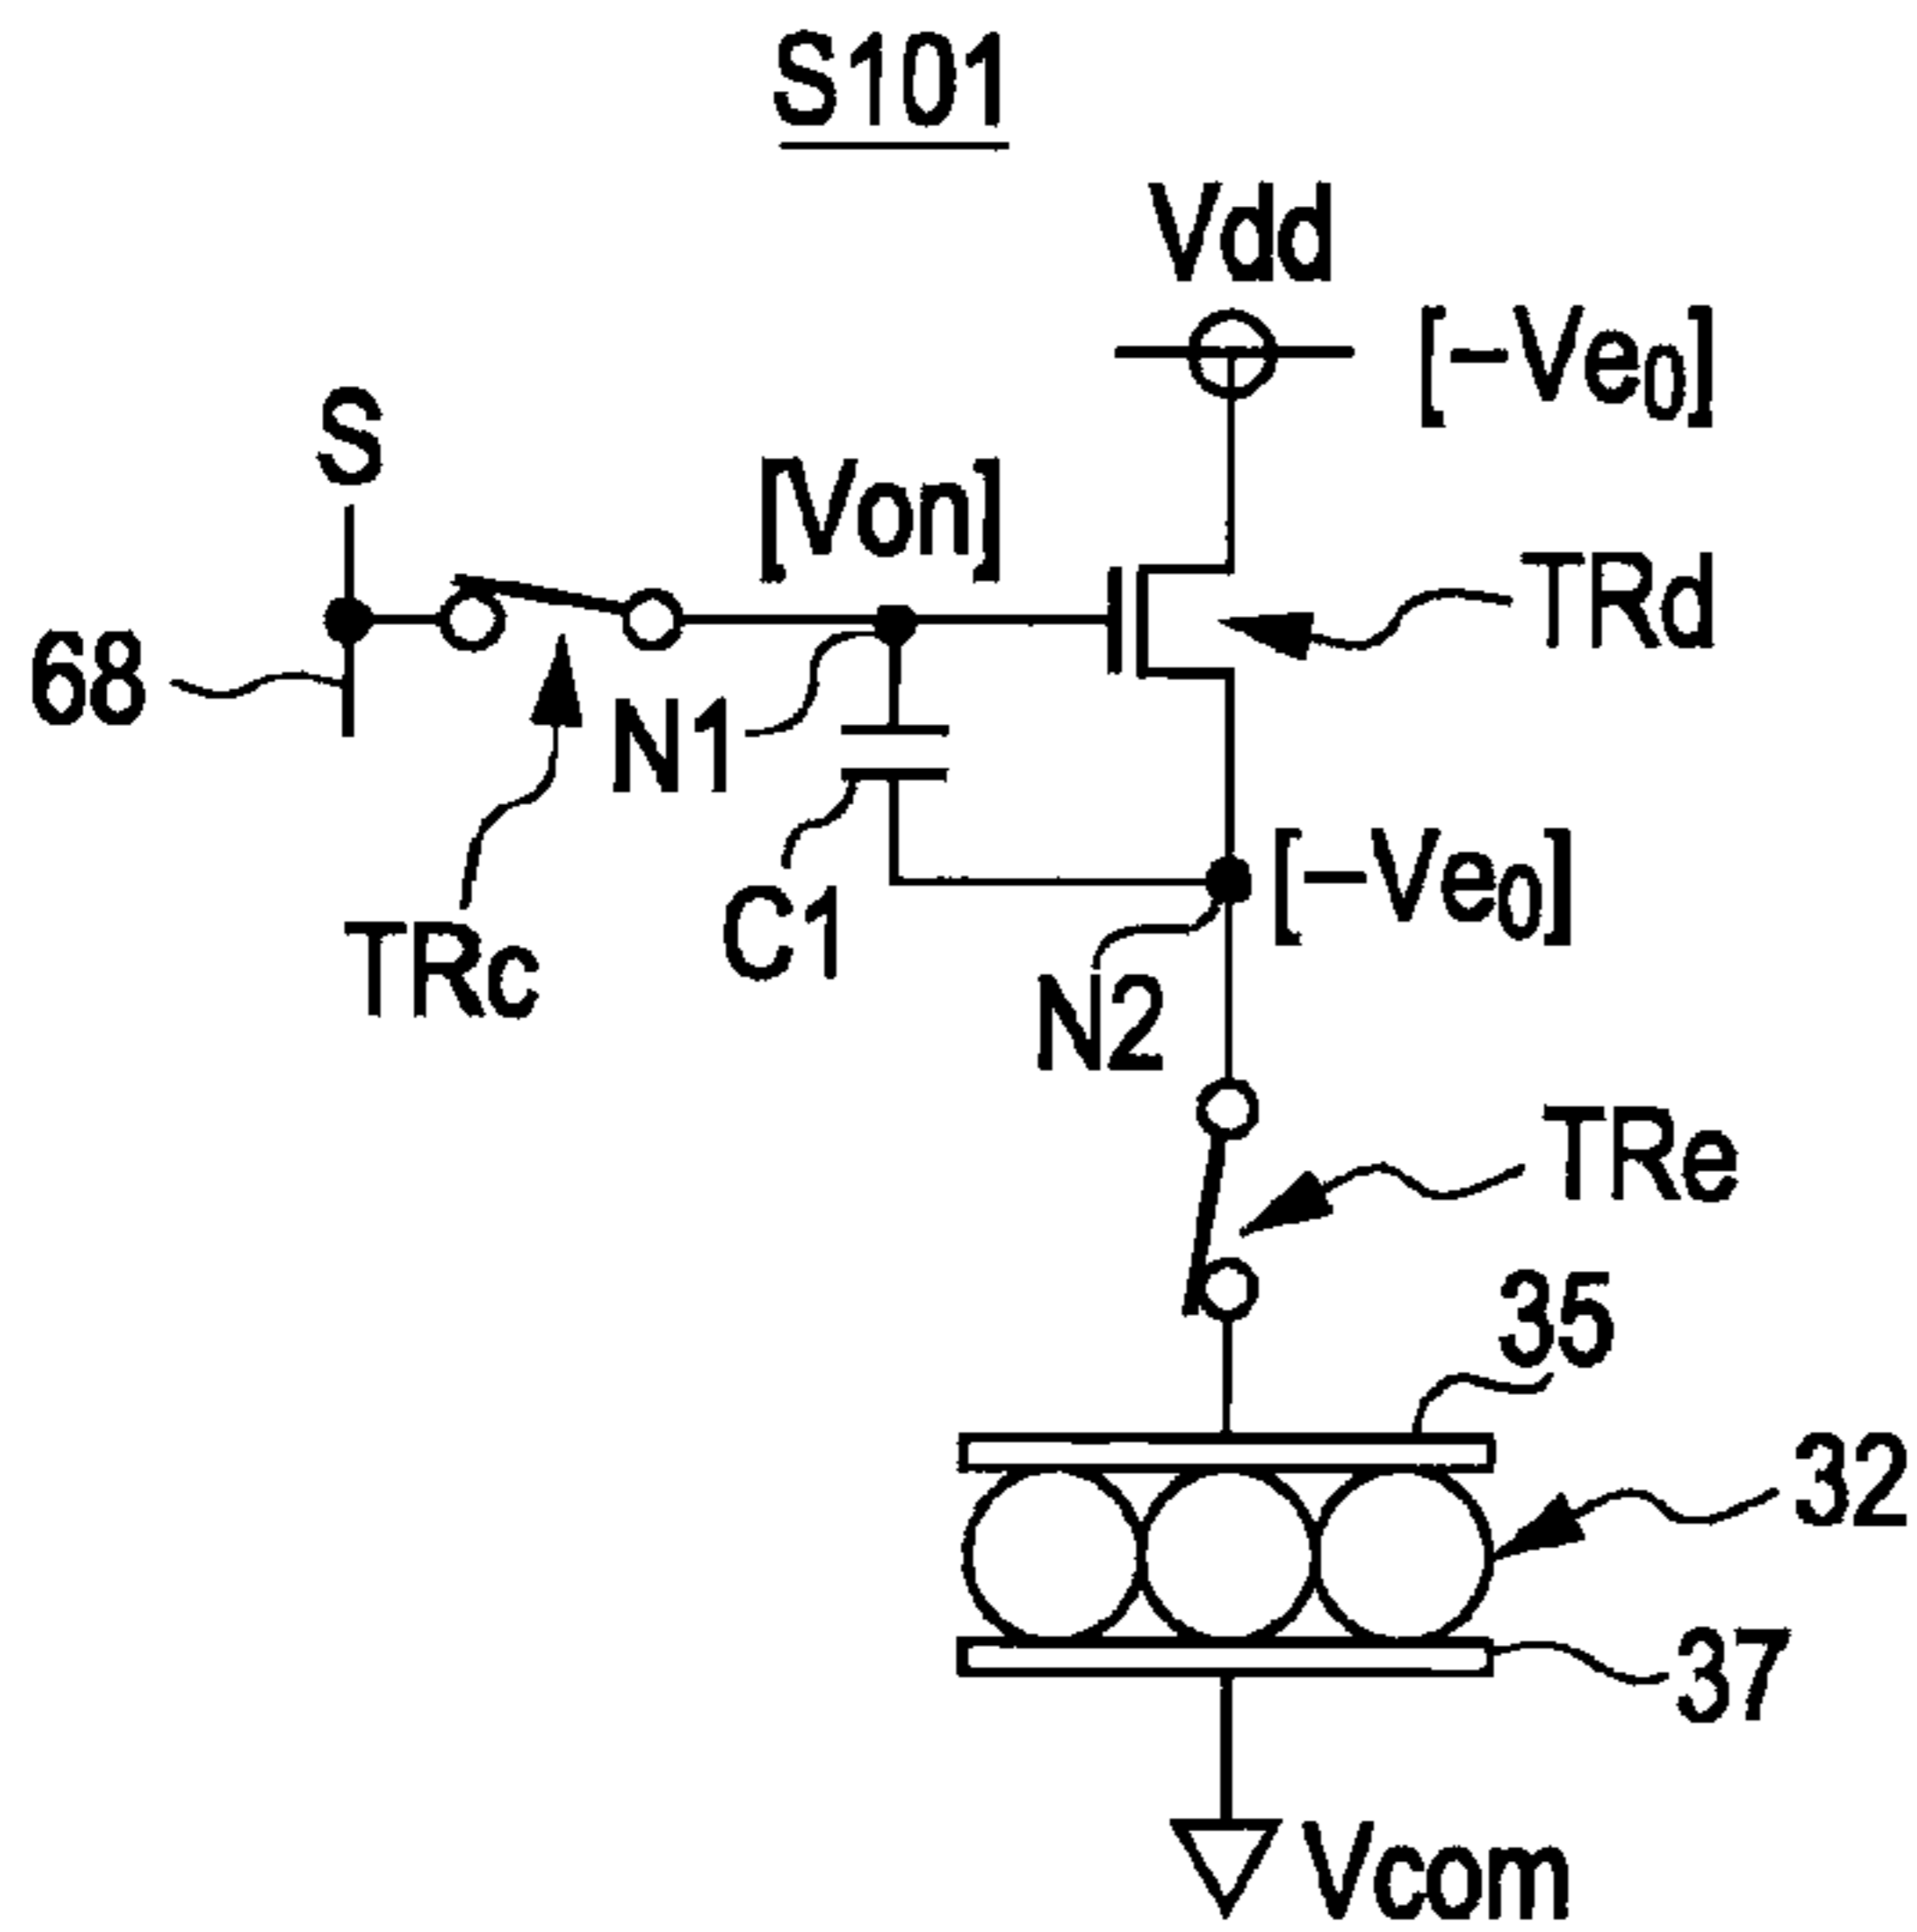 S101
Vdd
[−Ve0]
S
[Von]
TRd
68
N1
[−Ve0]
C1
TRc
N2
TRe
35
32
37
Vcom